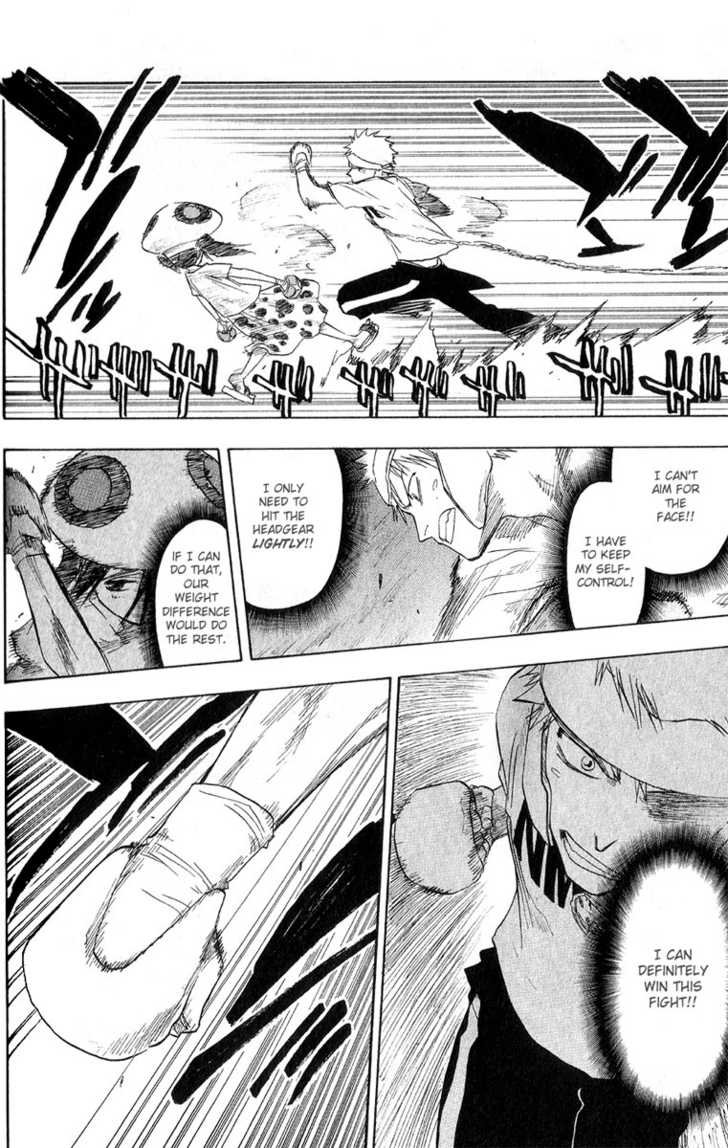 I CAN'T
AIM FOR
THE
FACE!!
I HAVE
TO KEEP
MY SELF-
CONTROL!
I ONLY
NEED TO
HIT THE
HEADGEAR
LIGHTLY!!
IF I CAN
DO THAT,
OUR
WEIGHT
DIFFERENCE
WOULD
DO THE REST.
I CAN
DEFINITELY
WIN THIS
FIGHT!!